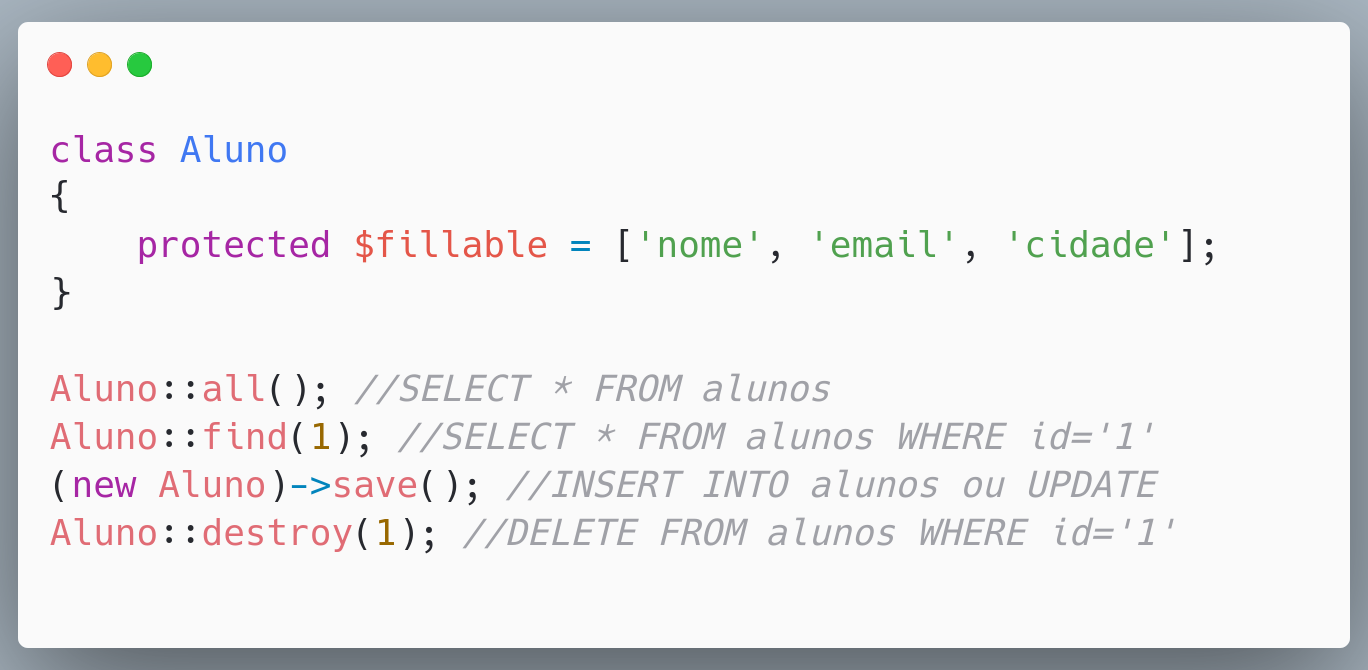 class Aluno
{
    protected $fillable = ['nome', 'email', 'cidade'];
}

Aluno::all(); //SELECT * FROM alunos
Aluno::find(1); //SELECT * FROM alunos WHERE id='1'
(new Aluno)->save(); //INSERT INTO alunos ou UPDATE
Aluno::destroy(1); //DELETE FROM alunos WHERE id='1'